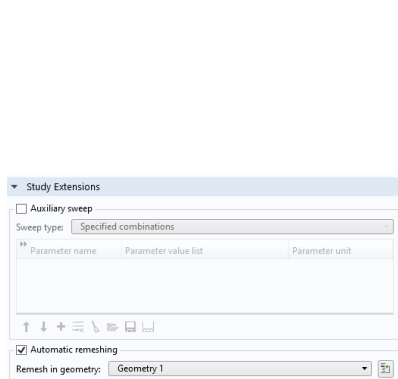 Study Extensions
Auxiliary sweep
Sweep type: Specified combinations
Parameter name Parameter value list Parameter unit
Automatic remeshing
Remesh in geometry: Geometry 1